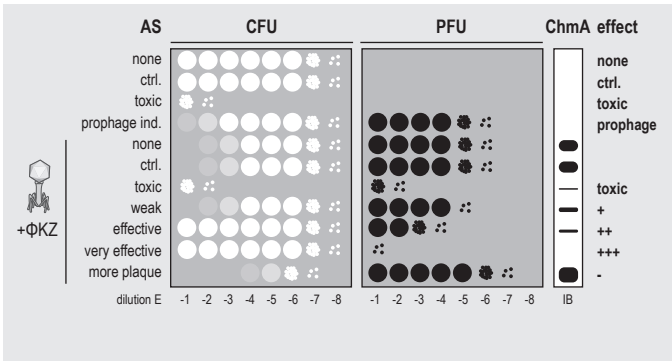 AS CFU PFU ChmA effect
none none
ctrl. ctrl.
toxic toxic
prophage ind. prophage
none
ctrl.
toxic toxic
weak +
+ΦKZ effective ++
very effective +++
more plaque -
dilution E -1 -2 -3 -4 -5 -6 -7 -8 -1 -2 -3 -4 -5 -6 -7 -8 IB